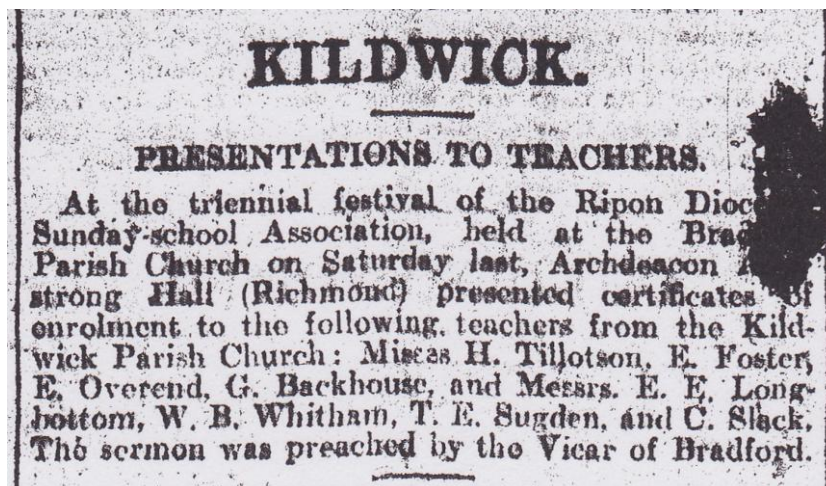 KILDWICK.
PRESENTATIONS TO TEACHERS.
At the triennial festival of the Ripon
Sunday-school Association, held at the
Parish Church on Saturday last, Archdeacon
strong Hall (Richmond) presented certificates of
enrolment to the following teachers from the Kild-
wick Parish Church: Misses H. Tillotson, E. Foster,
E. Overend, G. Backhouse, and Messrs. E. E. Long-
bottom, W. B. Whitham, T. E. Sugden, and C. Slack.
The sermon was preached by the Vicar of Bradford.